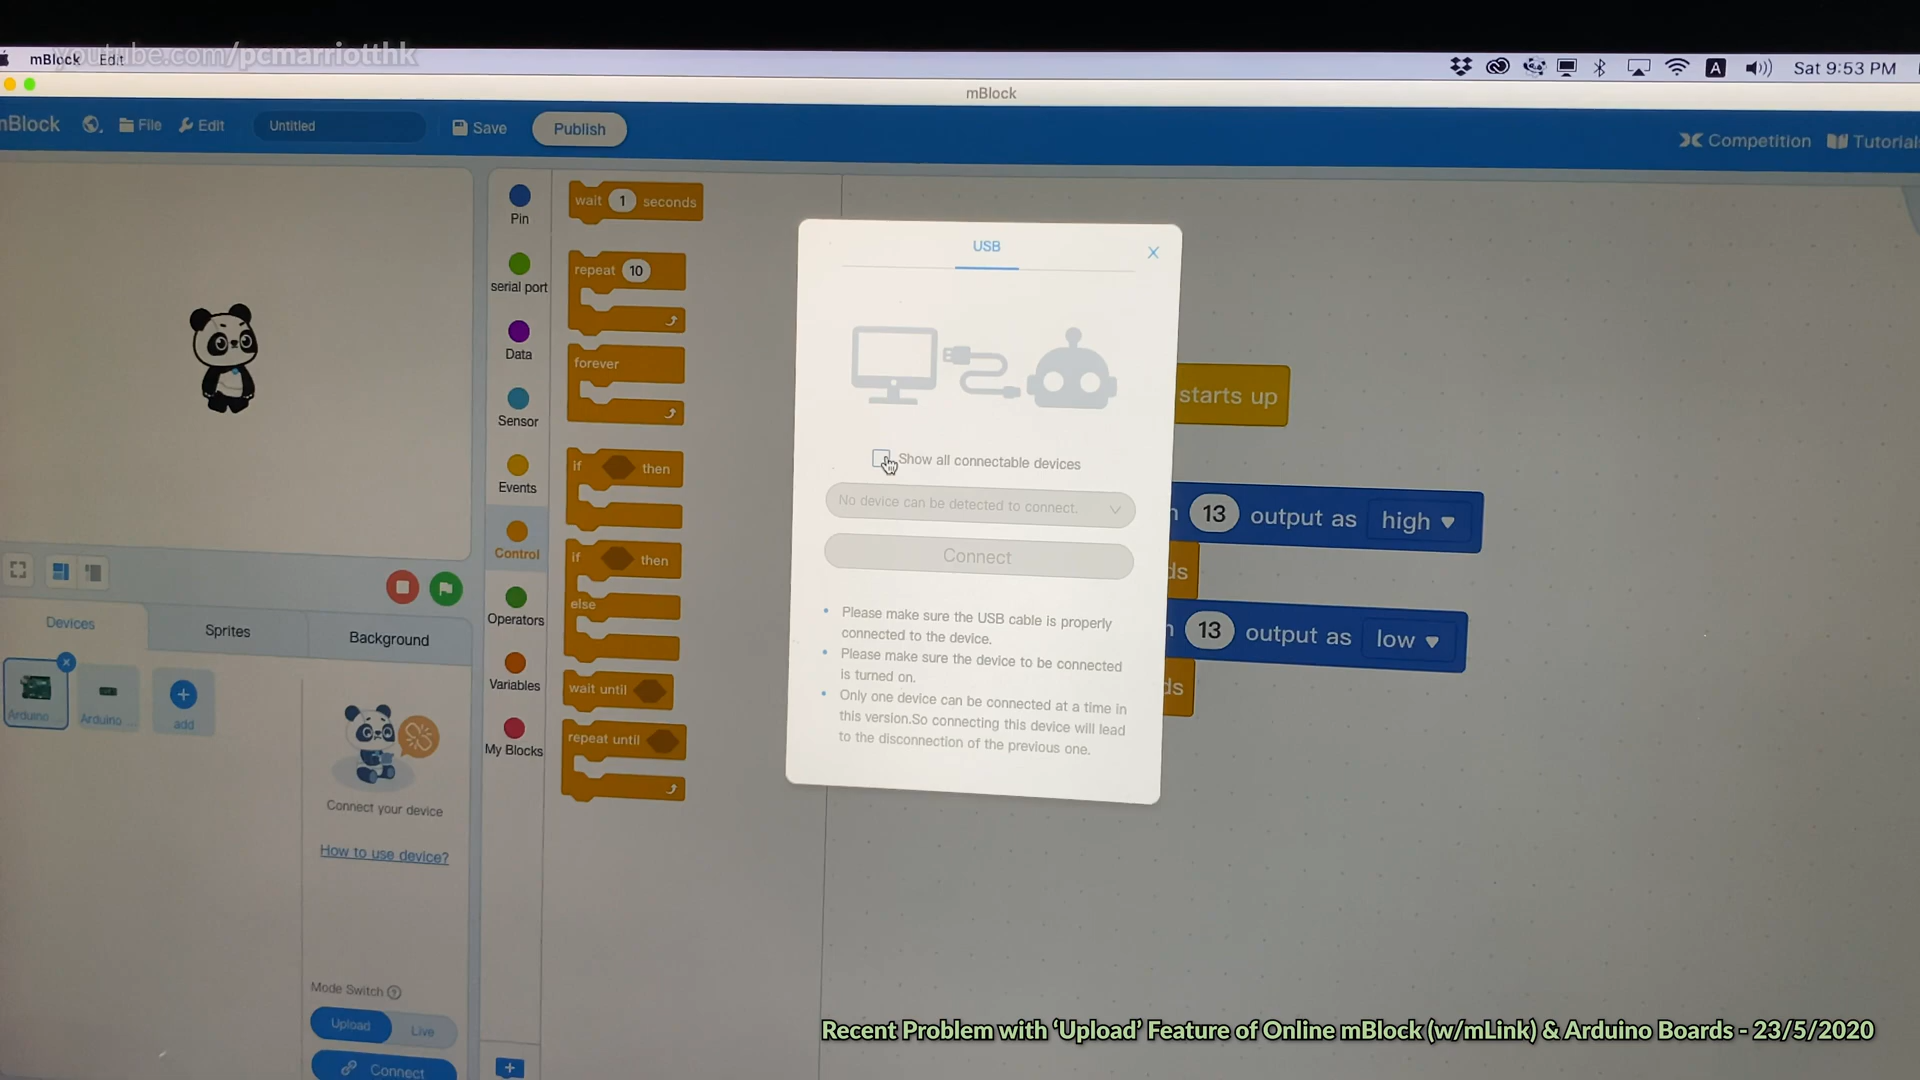 youtube.com/pcmarriotthk
mBlock Edit
A Sat 9:53 PM
mBlock
mBlock File Edit Untitled Save Publish Competition Tutorials
Pin
serial port
Data
Sensor
Events
Control
Operators
Variables
My Blocks
wait 1 seconds
repeat 10
forever
if then
if then
else
wait until
repeat until
USB
Show all connectable devices
No device can be detected to connect.
Connect
Please make sure the USB cable is properly
connected to the device.
Please make sure the device to be connected
is turned on.
Only one device can be connected at a time in
this version.So connecting this device will lead
to the disconnection of the previous one.
starts up
13 output as high
ds
13 output as low
ds
Devices Sprites Background
Arduino Arduino ... add
Connect your device
How to use device?
Mode Switch ?
Upload Live
Connect
Recent Problem with ‘Upload’ Feature of Online mBlock (w/mLink) & Arduino Boards - 23/5/2020